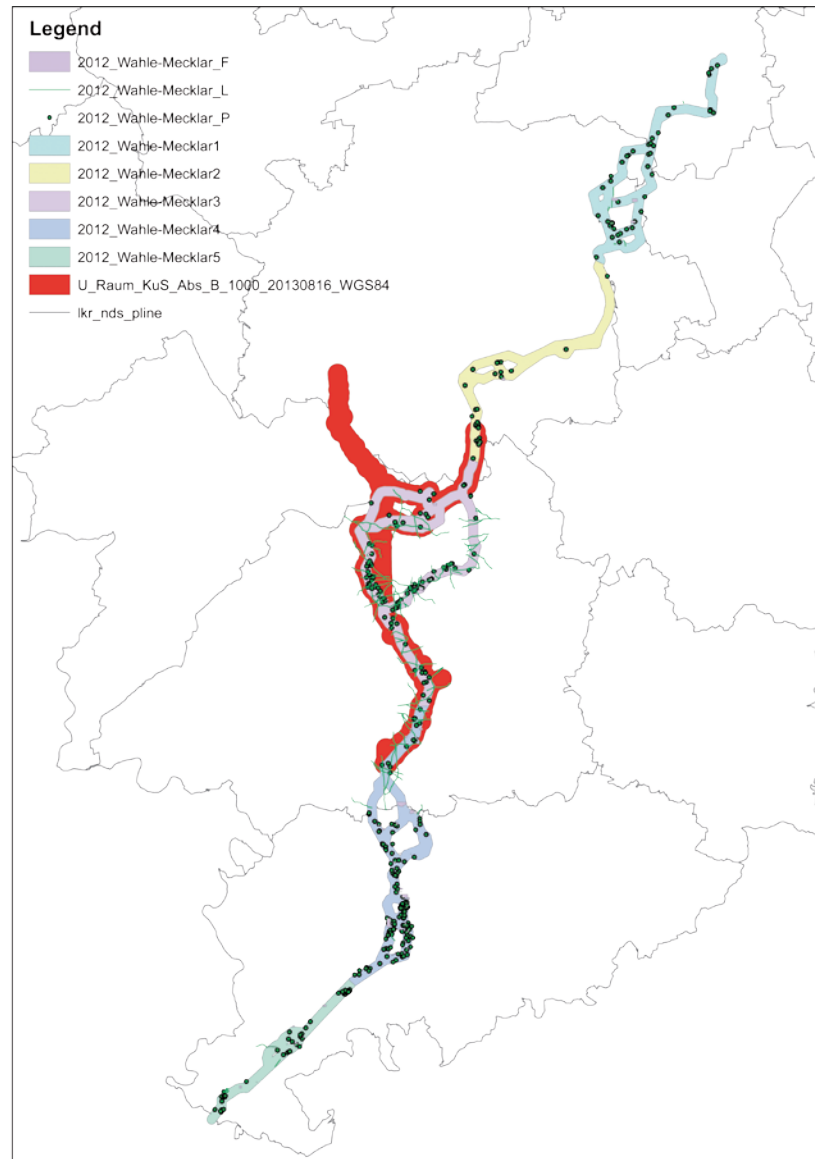 Legend
2012_Wahle-Mecklar_F
2012_Wahle-Mecklar_L
2012_Wahle-Mecklar_P
2012_Wahle-Mecklar1
2012_Wahle-Mecklar2
2012_Wahle-Mecklar3
2012_Wahle-Mecklar4
2012_Wahle-Mecklar5
U_Raum_KuS_Abs_B_1000_20130816_WGS84
lkr_nds_pline